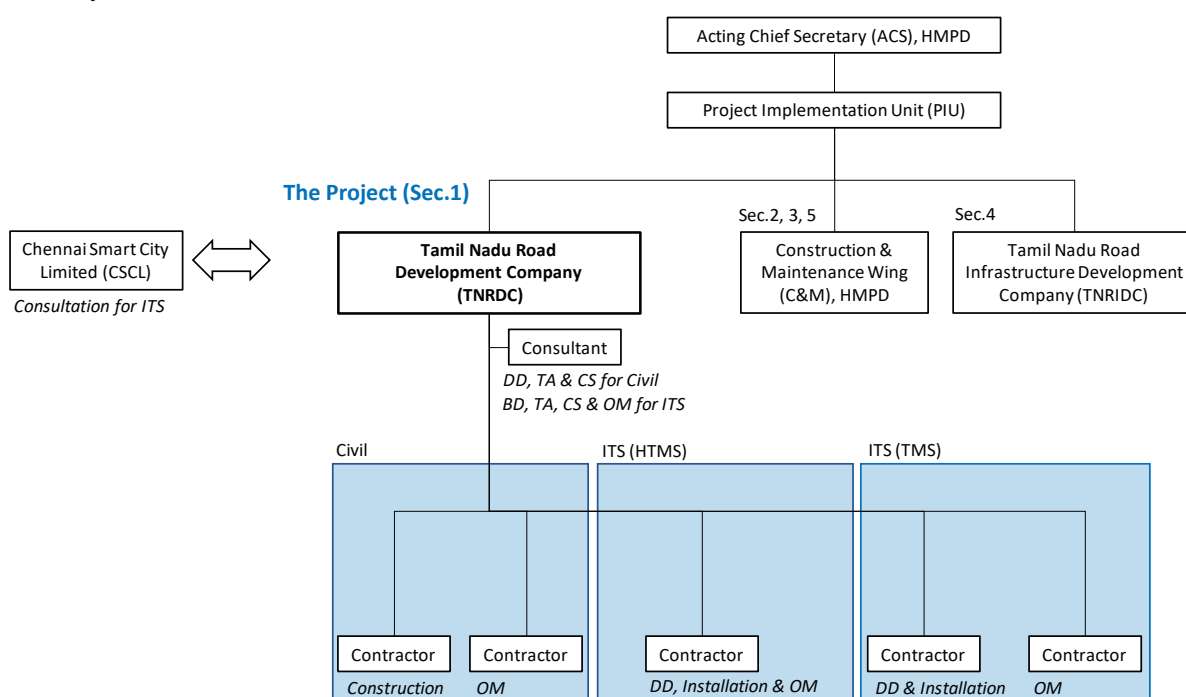 Acting Chief Secretary (ACS), HMPD
Project Implementation Unit (PIU)
The Project (Sec.1)
Sec.2, 3, 5
Sec.4
Chennai Smart City
Limited (CSCL)
Consultation for ITS
Tamil Nadu Road
Development Company
(TNRDC)
Construction &
Maintenance Wing
(C&M), HMPD
Tamil Nadu Road
Infrastructure Development
Company (TNRIDC)
Consultant
DD, TA & CS for Civil
BD, TA, CS & OM for ITS
Civil
ITS (HTMS)
ITS (TMS)
Contractor
Construction
Contractor
OM
Contractor
DD, Installation & OM
Contractor
DD & Installation
Contractor
OM